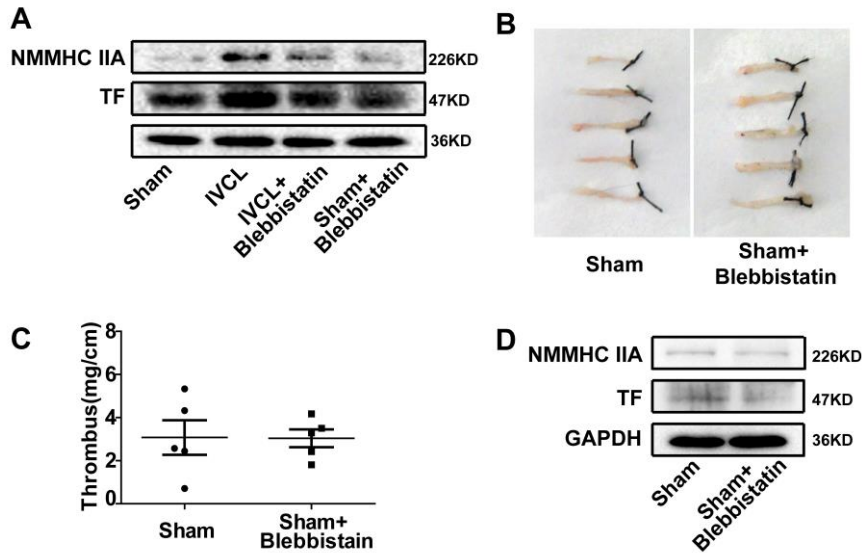 A
NMMHC IIA
226KD
TF
47KD
36KD
Sham
IVCL
IVCL+
Blebbistatin
Sham+
Blebbistatin
B
Sham
Sham+
Blebbistatin
C
Thrombus(mg/cm)
8
6
4
2
0
Sham
Sham+
Blebbistain
D
NMMHC IIA
226KD
TF
47KD
GAPDH
36KD
Sham
Sham+
Blebbistatin